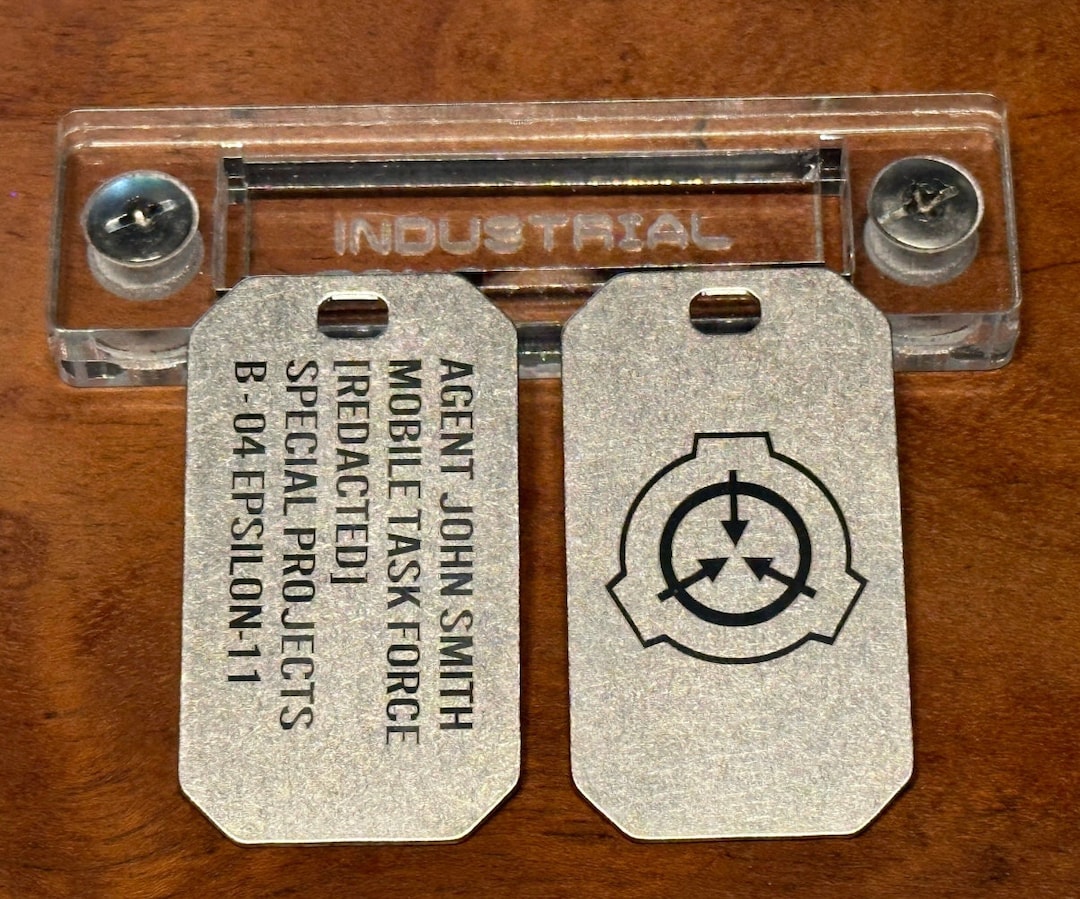 INDUSTRIAL
AGENT JOHN SMITH
MOBILE TASK FORCE
[REDACTED]
SPECIAL PROJECTS
B-04 EPSILON-11